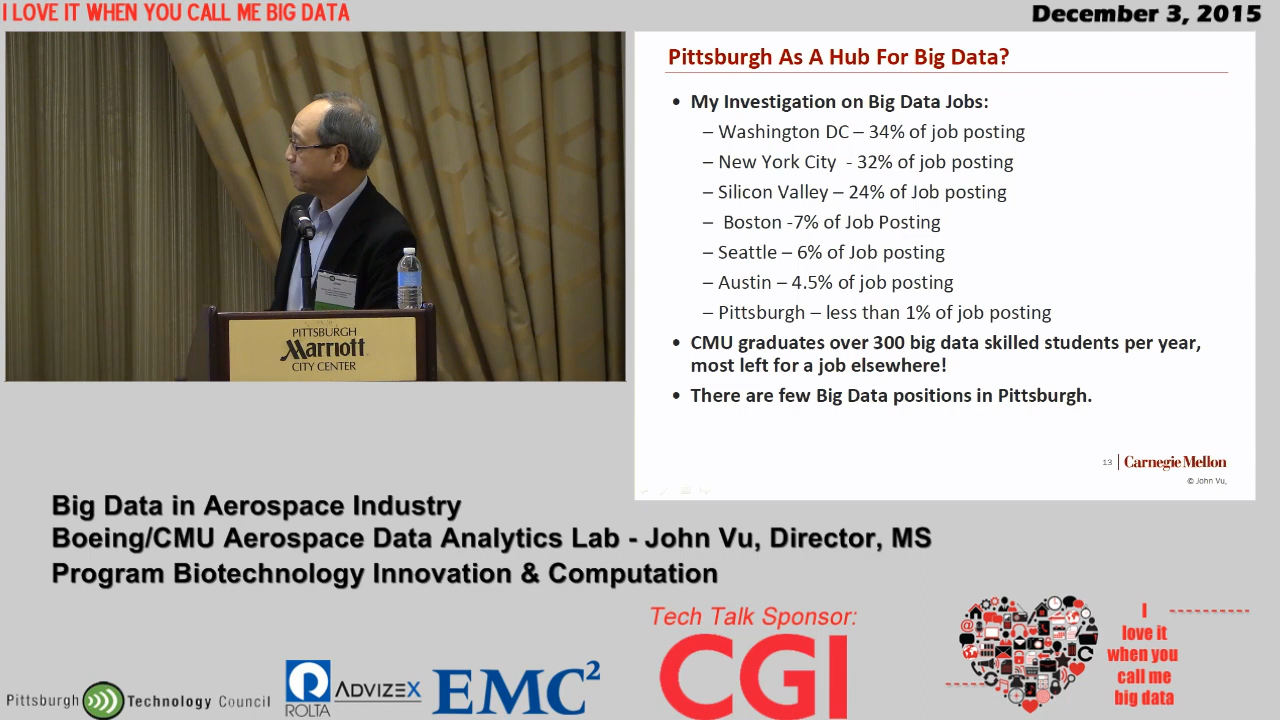 I LOVE IT WHEN YOU CALL ME BIG DATA
December 3, 2015
PITTSBURGH
Marriott
CITY CENTER
Pittsburgh As A Hub For Big Data?
• My Investigation on Big Data Jobs:
– Washington DC – 34% of job posting
– New York City - 32% of job posting
– Silicon Valley – 24% of Job posting
– Boston -7% of Job Posting
– Seattle – 6% of Job posting
– Austin – 4.5% of job posting
– Pittsburgh – less than 1% of job posting
• CMU graduates over 300 big data skilled students per year,
most left for a job elsewhere!
• There are few Big Data positions in Pittsburgh.
13 | Carnegie Mellon
© John Vu,
Big Data in Aerospace Industry
Boeing/CMU Aerospace Data Analytics Lab - John Vu, Director, MS
Program Biotechnology Innovation & Computation
Pittsburgh Technology Council
ROLTA
ADVIZEX
EMC²
Tech Talk Sponsor:
CGI
I
love it
when you
call me
big data